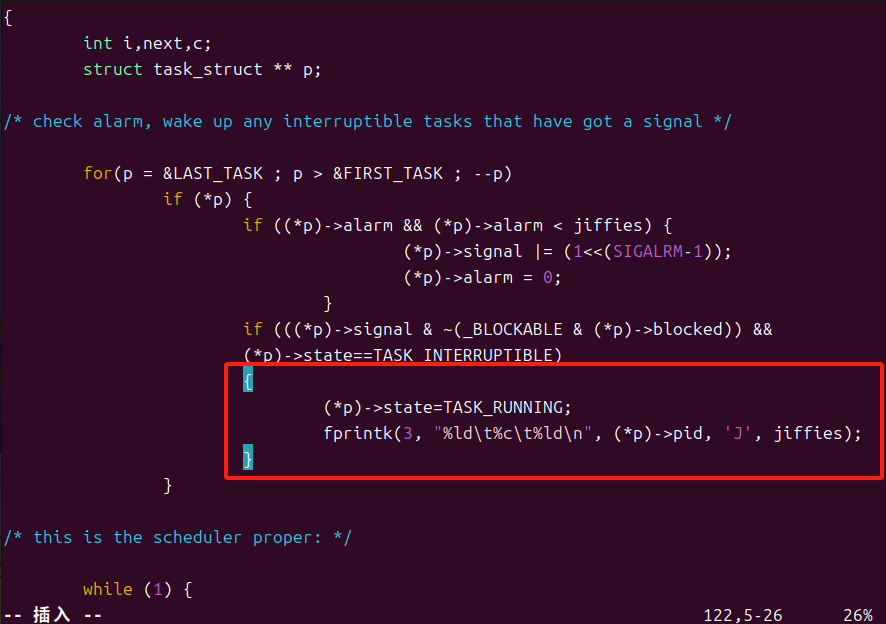 {
int i,next,c;
struct task_struct ** p;
/* check alarm, wake up any interruptible tasks that have got a signal */
for(p = &LAST_TASK ; p > &FIRST_TASK ; --p)
if (*p) {
if ((*p)->alarm && (*p)->alarm < jiffies) {
(*p)->signal |= (1<<(SIGALRM-1));
(*p)->alarm = 0;
}
if (((*p)->signal & ~(_BLOCKABLE & (*p)->blocked)) &&
(*p)->state==TASK_INTERRUPTIBLE)
{
(*p)->state=TASK_RUNNING;
fprintk(3, "%ld\t%c\t%ld\n", (*p)->pid, 'J', jiffies);
}
}
/* this is the scheduler proper: */
while (1) {
-- 插入 -- 122,5-26 26%